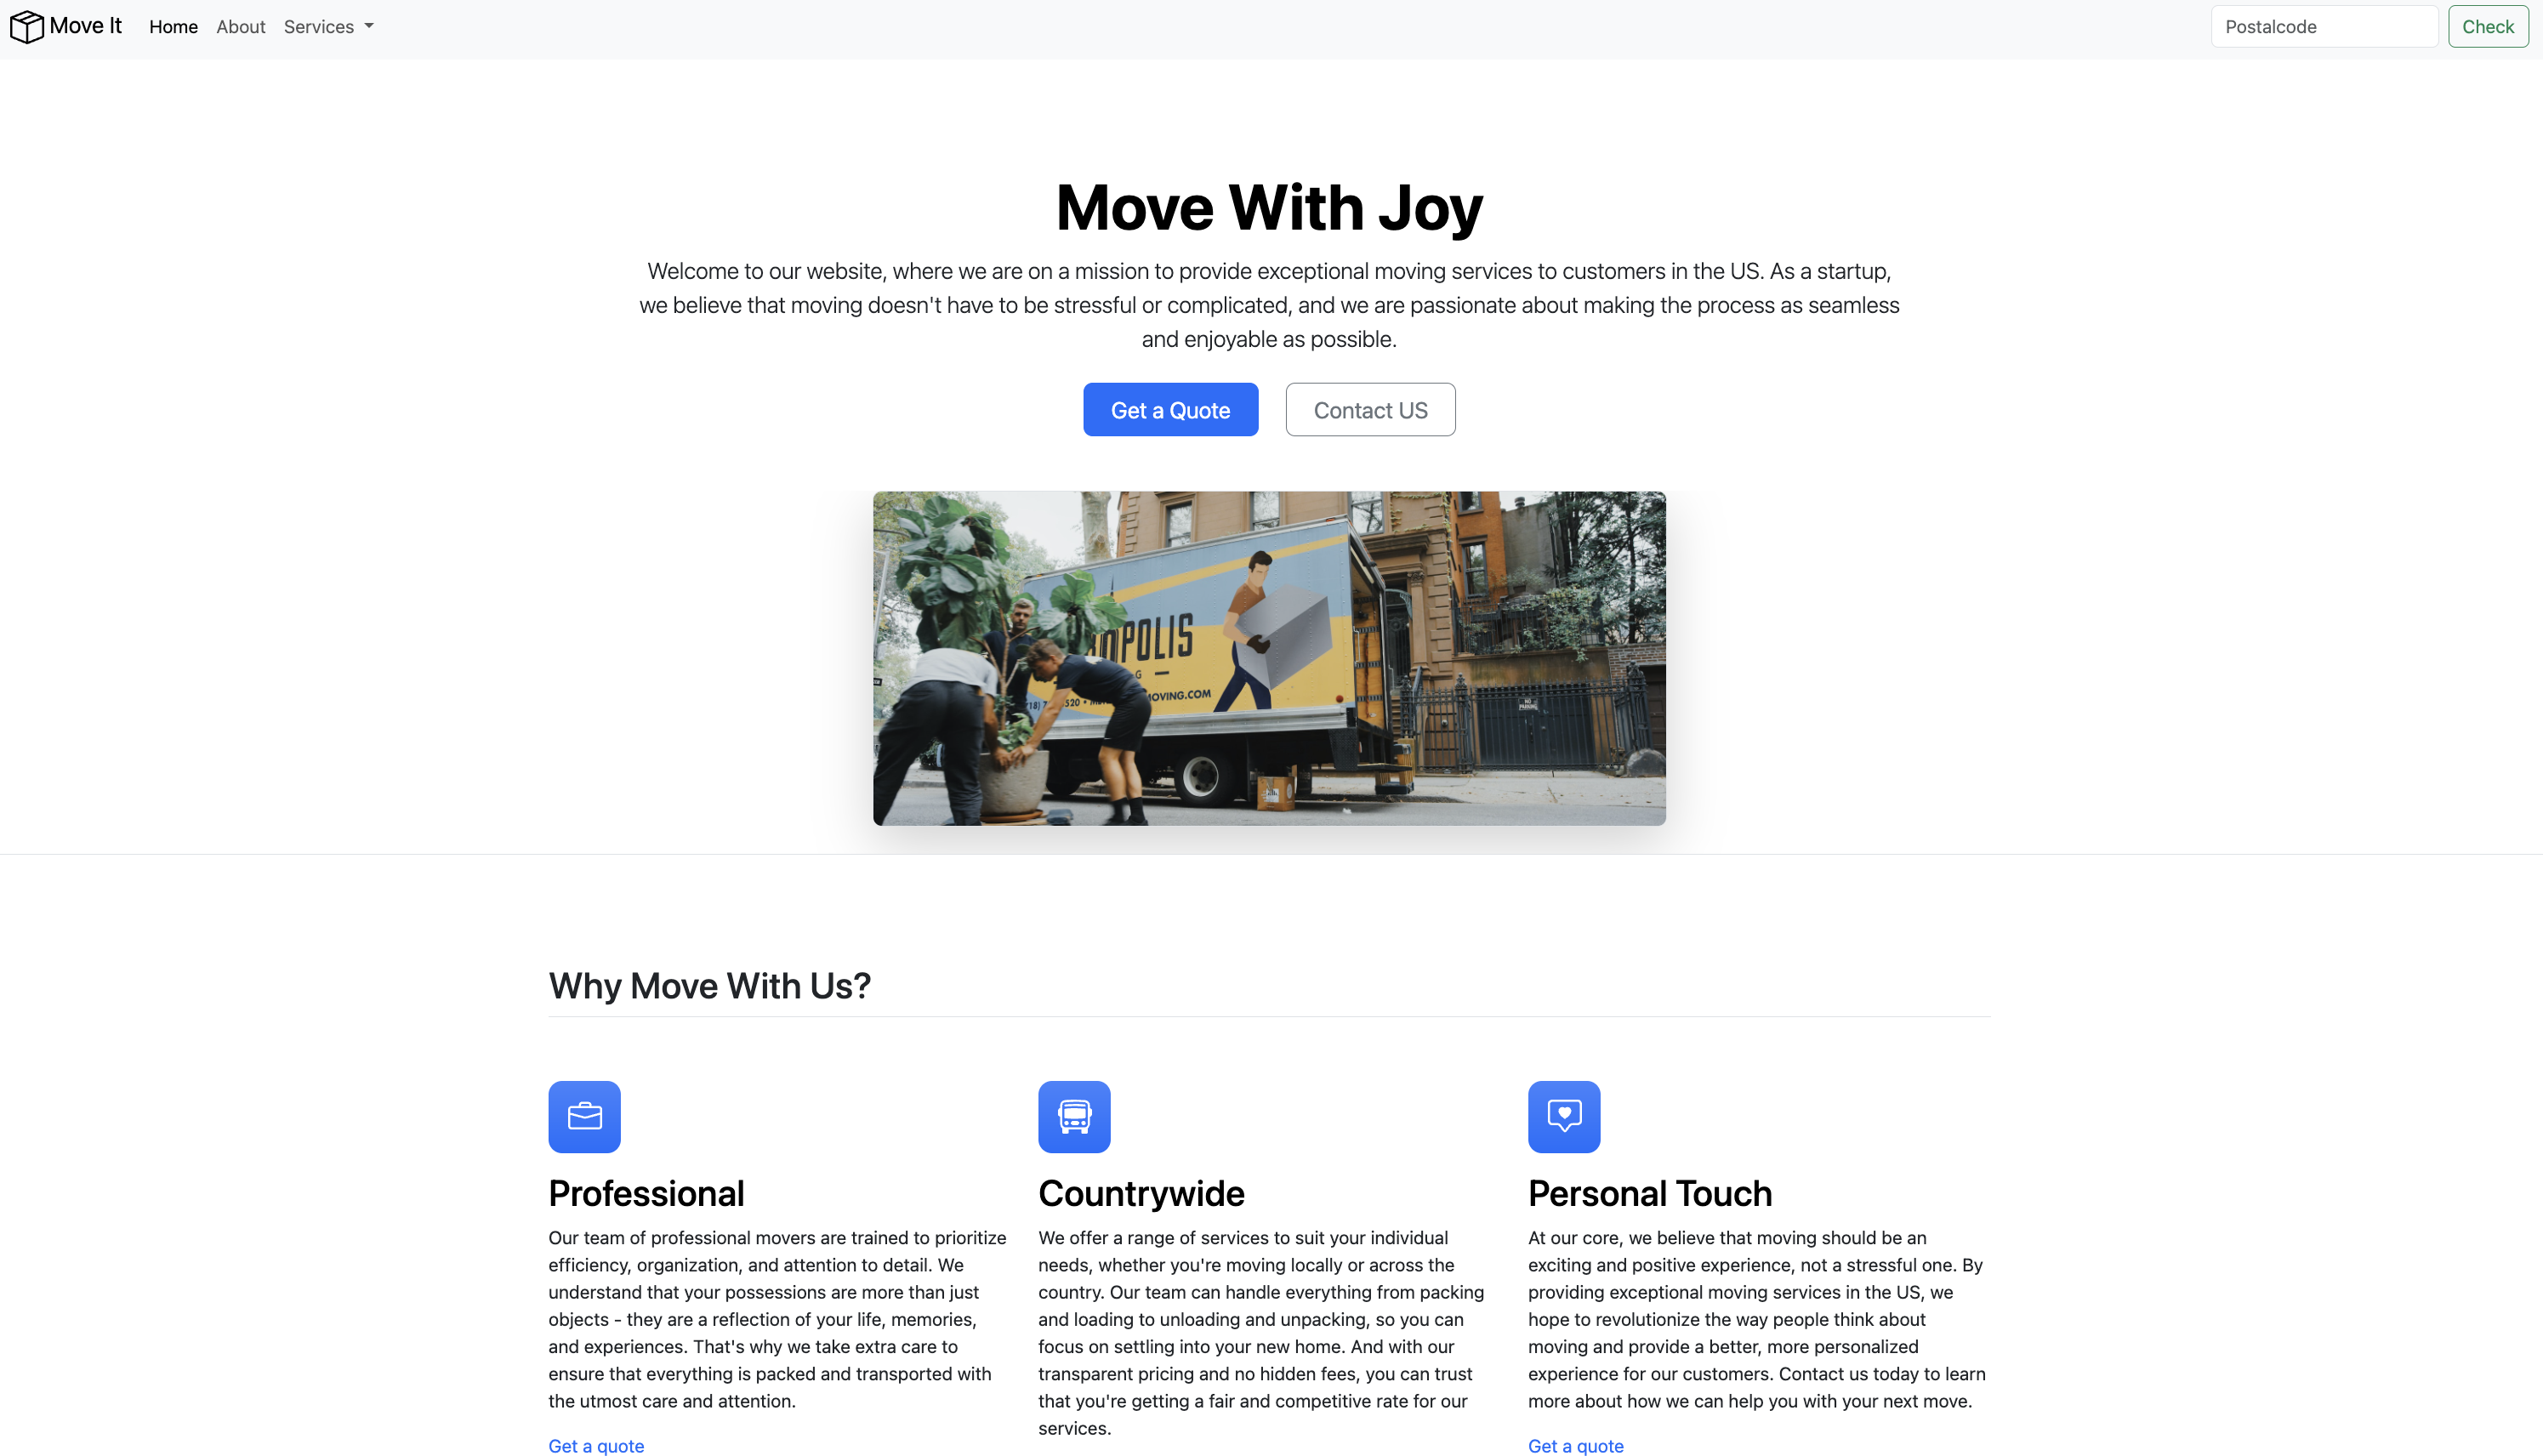 Move It Home About Services Postalcode Check
Move With Joy
Welcome to our website, where we are on a mission to provide exceptional moving services to customers in the US. As a startup,
we believe that moving doesn't have to be stressful or complicated, and we are passionate about making the process as seamless
and enjoyable as possible.
Get a Quote Contact US
OPOLIS
G
520 •
MOVING.COM
NO
PARKING
Why Move With Us?
Professional
Our team of professional movers are trained to prioritize
efficiency, organization, and attention to detail. We
understand that your possessions are more than just
objects - they are a reflection of your life, memories,
and experiences. That's why we take extra care to
ensure that everything is packed and transported with
the utmost care and attention.
Get a quote
Countrywide
We offer a range of services to suit your individual
needs, whether you're moving locally or across the
country. Our team can handle everything from packing
and loading to unloading and unpacking, so you can
focus on settling into your new home. And with our
transparent pricing and no hidden fees, you can trust
that you're getting a fair and competitive rate for our
services.
Personal Touch
At our core, we believe that moving should be an
exciting and positive experience, not a stressful one. By
providing exceptional moving services in the US, we
hope to revolutionize the way people think about
moving and provide a better, more personalized
experience for our customers. Contact us today to learn
more about how we can help you with your next move.
Get a quote